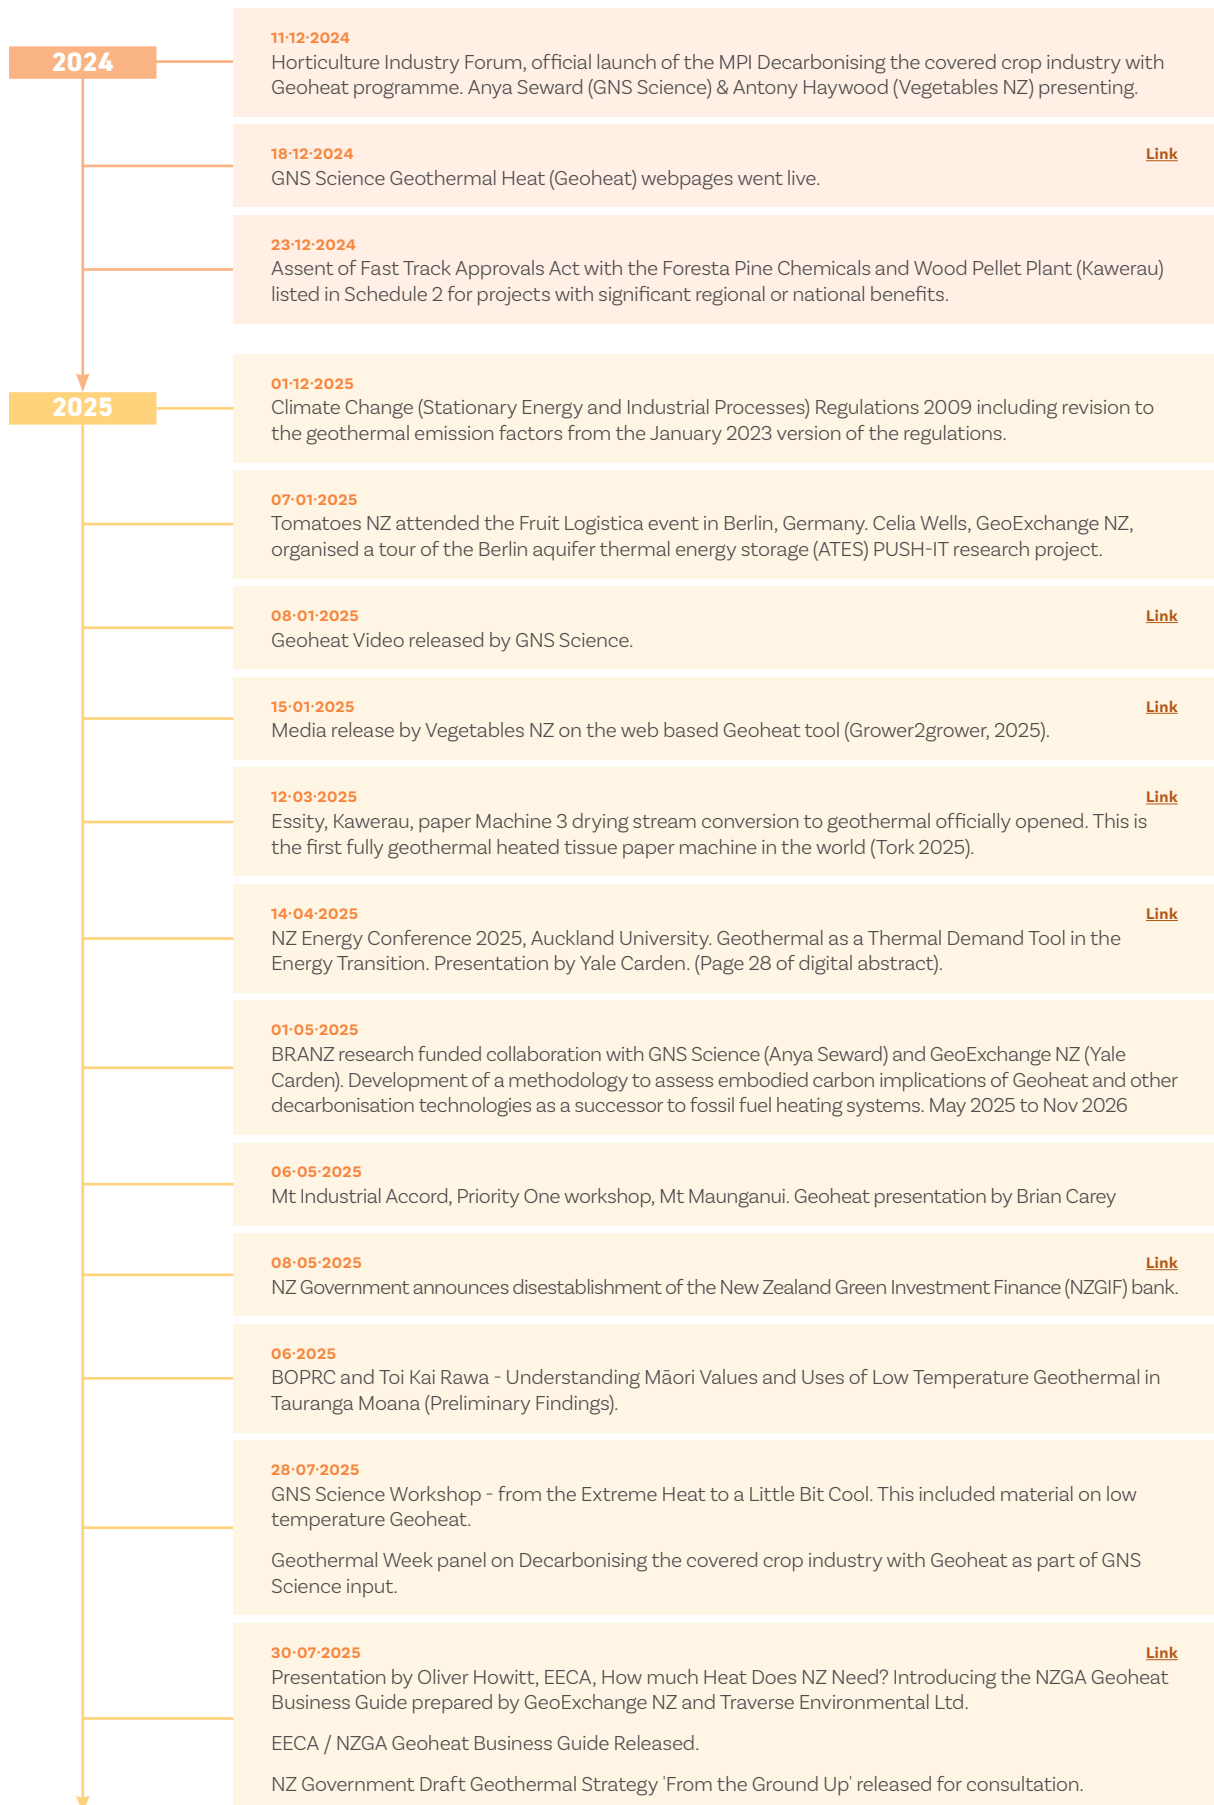 2024
11·12·2024
Horticulture Industry Forum, official launch of the MPI Decarbonising the covered crop industry with
Geoheat programme. Anya Seward (GNS Science) & Antony Haywood (Vegetables NZ) presenting.
18·12·2024 Link
GNS Science Geothermal Heat (Geoheat) webpages went live.
23·12·2024
Assent of Fast Track Approvals Act with the Foresta Pine Chemicals and Wood Pellet Plant (Kawerau)
listed in Schedule 2 for projects with significant regional or national benefits.
2025
01·12·2025
Climate Change (Stationary Energy and Industrial Processes) Regulations 2009 including revision to
the geothermal emission factors from the January 2023 version of the regulations.
07·01·2025
Tomatoes NZ attended the Fruit Logistica event in Berlin, Germany. Celia Wells, GeoExchange NZ,
organised a tour of the Berlin aquifer thermal energy storage (ATES) PUSH-IT research project.
08·01·2025 Link
Geoheat Video released by GNS Science.
15·01·2025 Link
Media release by Vegetables NZ on the web based Geoheat tool (Grower2grower, 2025).
12·03·2025 Link
Essity, Kawerau, paper Machine 3 drying stream conversion to geothermal officially opened. This is
the first fully geothermal heated tissue paper machine in the world (Tork 2025).
14·04·2025 Link
NZ Energy Conference 2025, Auckland University. Geothermal as a Thermal Demand Tool in the
Energy Transition. Presentation by Yale Carden. (Page 28 of digital abstract).
01·05·2025
BRANZ research funded collaboration with GNS Science (Anya Seward) and GeoExchange NZ (Yale
Carden). Development of a methodology to assess embodied carbon implications of Geoheat and other
decarbonisation technologies as a successor to fossil fuel heating systems. May 2025 to Nov 2026
06·05·2025
Mt Industrial Accord, Priority One workshop, Mt Maunganui. Geoheat presentation by Brian Carey
08·05·2025 Link
NZ Government announces disestablishment of the New Zealand Green Investment Finance (NZGIF) bank.
06·2025
BOPRC and Toi Kai Rawa - Understanding Māori Values and Uses of Low Temperature Geothermal in
Tauranga Moana (Preliminary Findings).
28·07·2025
GNS Science Workshop - from the Extreme Heat to a Little Bit Cool. This included material on low
temperature Geoheat.
Geothermal Week panel on Decarbonising the covered crop industry with Geoheat as part of GNS
Science input.
30·07·2025 Link
Presentation by Oliver Howitt, EECA, How much Heat Does NZ Need? Introducing the NZGA Geoheat
Business Guide prepared by GeoExchange NZ and Traverse Environmental Ltd.
EECA / NZGA Geoheat Business Guide Released.
NZ Government Draft Geothermal Strategy 'From the Ground Up' released for consultation.